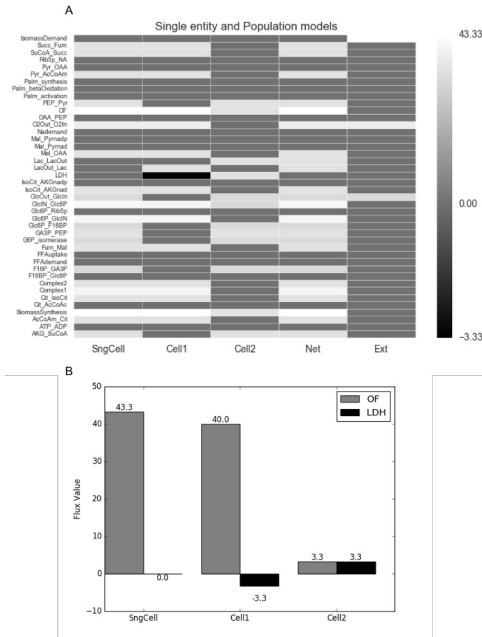 A
Single entity and Population models
biomassDemand
Succ_Fum
SuCoA_Succ
Rib5p_NA
Pyr_OAA
Pyr_AcCoAm
Palm_synthesis
Palm_betaOxidation
Palm_activation
PEP_Pyr
OF
OAA_PEP
O2Out_O2In
Nademand
Mal_Pyrnadp
Mal_Pyrnad
Mal_OAA
Lac_LacOut
LacOut_Lac
LDH
IsoCit_AKGnadp
IsoCit_AKGnad
GlcOut_GlcIn
GlcIN_Glc6P
Glc6P_Rib5p
Glc6P_GlcIN
Glc6P_F16BP
GA3P_PEP
G6P_isomerase
Fum_Mal
FFAuptake
FFAdemand
F16P_GA3P
F16BP_Glc6P
Complex2
Complex1
Cit_IsoCit
Cit_AcCoAc
BiomassSynthesis
AcCoAm_Cit
ATP_ADP
AKG_SuCoA
SngCell Cell1 Cell2 Net Ext
43.33
0.00
-3.33
B
50
40
30
20
10
0
−10
Flux Value
43.3
0.0
40.0
-3.3
3.3
3.3
OF
LDH
SngCell Cell1 Cell2